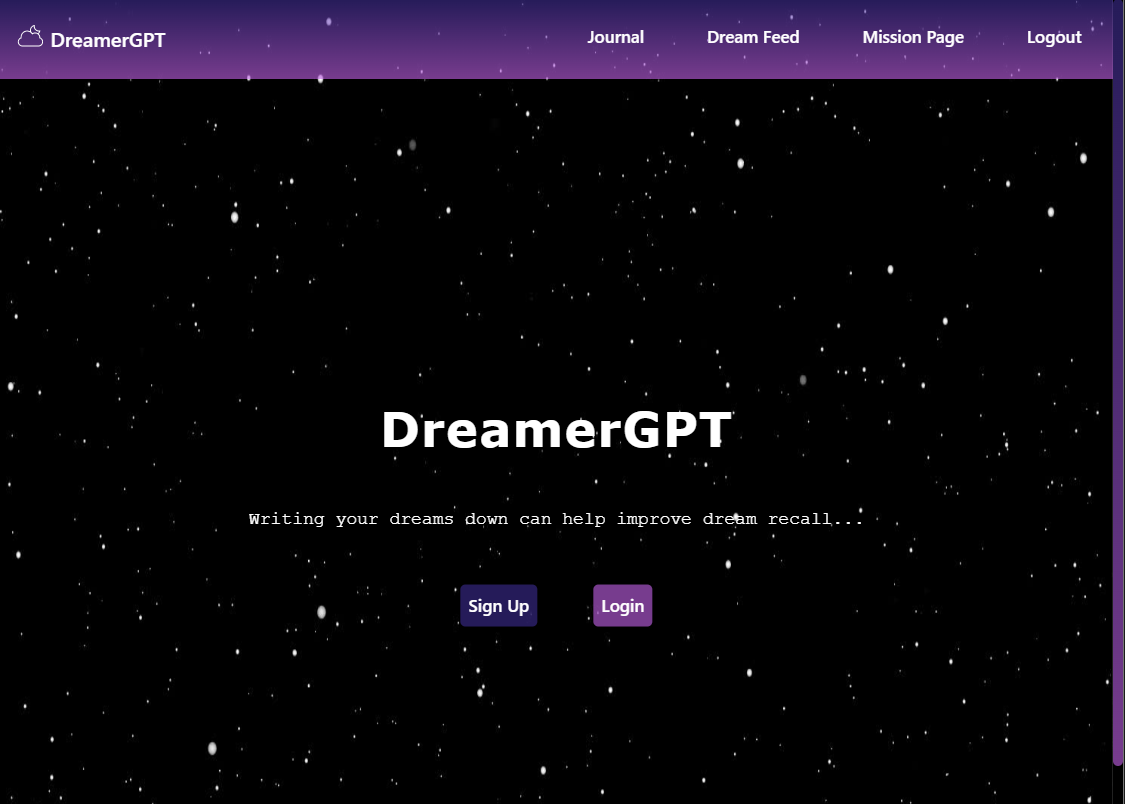 DreamerGPT
Journal
Dream Feed
Mission Page
Logout
DreamerGPT
Writing your dreams down can help improve dream recall...
Sign Up
Login